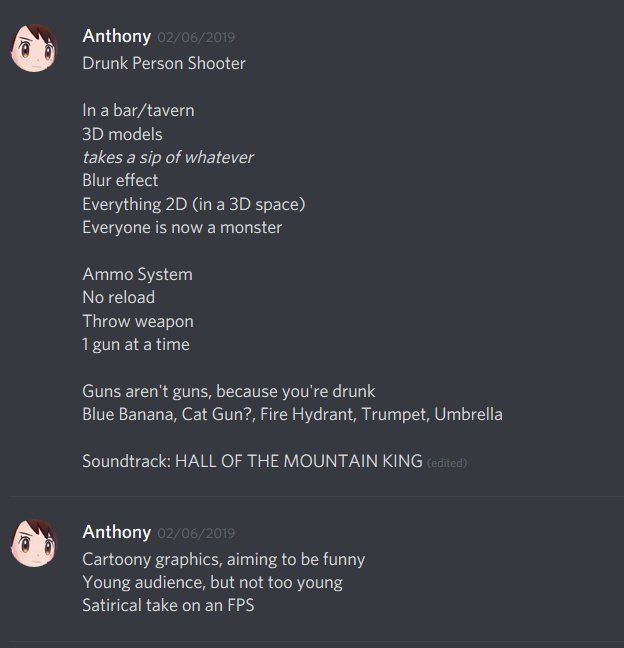 Anthony 02/06/2019
Drunk Person Shooter
In a bar/tavern
3D models
takes a sip of whatever
Blur effect
Everything 2D (in a 3D space)
Everyone is now a monster
Ammo System
No reload
Throw weapon
1 gun at a time
Guns aren't guns, because you're drunk
Blue Banana, Cat Gun?, Fire Hydrant, Trumpet, Umbrella
Soundtrack: HALL OF THE MOUNTAIN KING (edited)
Anthony 02/06/2019
Cartoony graphics, aiming to be funny
Young audience, but not too young
Satirical take on an FPS